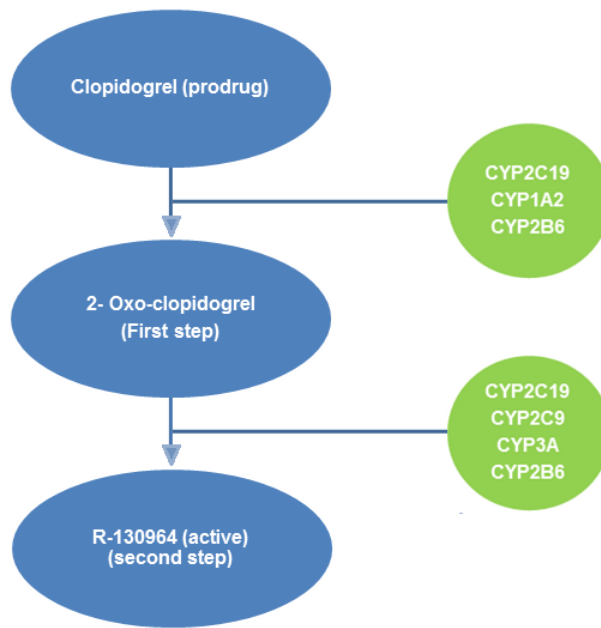 Clopidogrel (prodrug)
CYP2C19
CYP1A2
CYP2B6
2- Oxo-clopidogrel
(First step)
CYP2C19
CYP2C9
CYP3A
CYP2B6
R-130964 (active)
(second step)